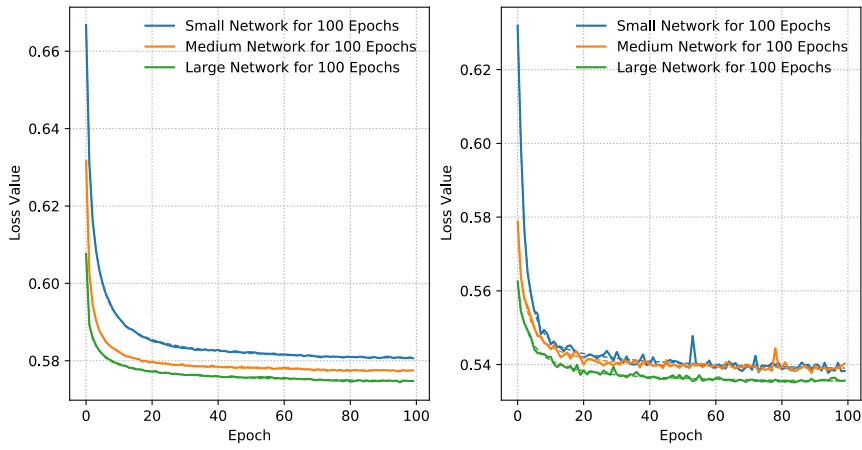 Small Network for 100 Epochs
Medium Network for 100 Epochs
Large Network for 100 Epochs
0.66
0.64
0.62
0.60
0.58
Loss Value
0
20
40
60
80
100
Epoch
Small Network for 100 Epochs
Medium Network for 100 Epochs
Large Network for 100 Epochs
0.62
0.60
0.58
0.56
0.54
Loss Value
0
20
40
60
80
100
Epoch